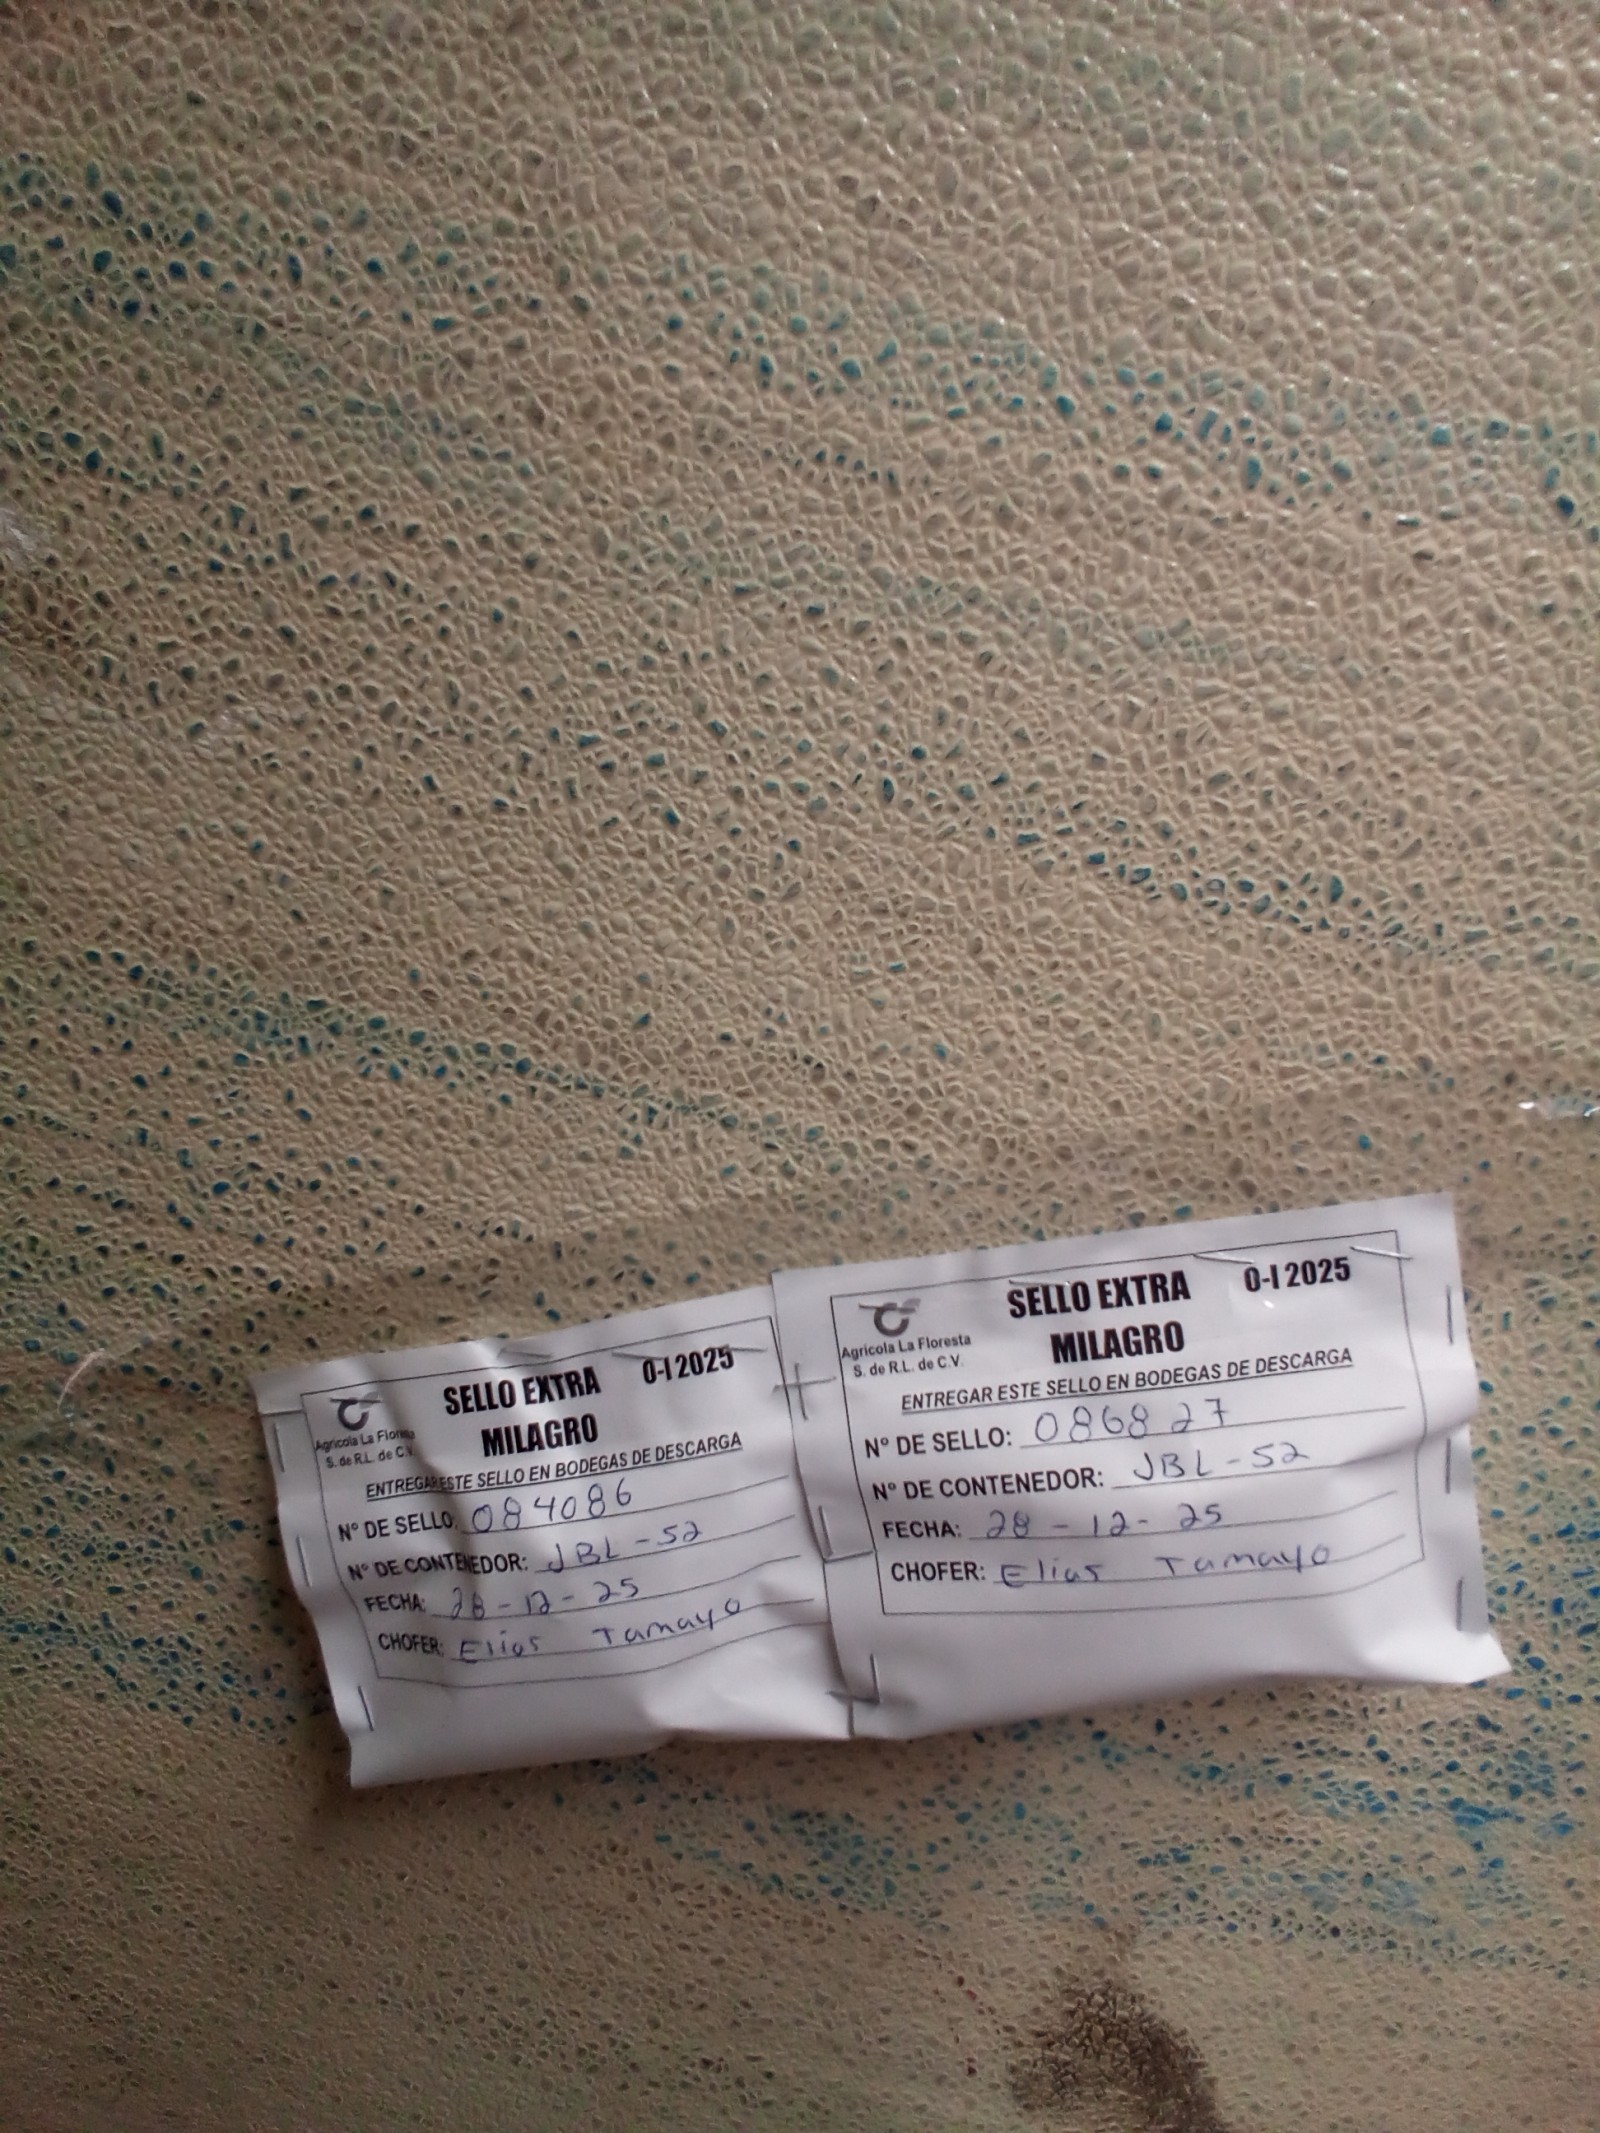 SELLO EXTRA O-I 2025
MILAGRO
Agricola La Floresta
S. de R.L. de C.V.
ENTREGAR ESTE SELLO EN BODEGAS DE DESCARGA
Nº DE SELLO: 084086
Nº DE CONTENEDOR: JBL-52
FECHA: 28-12-25
CHOFER: Elias Tamayo
SELLO EXTRA O-I 2025
MILAGRO
Agricola La Floresta
S. de R.L. de C.V.
ENTREGAR ESTE SELLO EN BODEGAS DE DESCARGA
Nº DE SELLO: 086827
Nº DE CONTENEDOR: JBL-52
FECHA: 28-12-25
CHOFER: Elias Tamayo